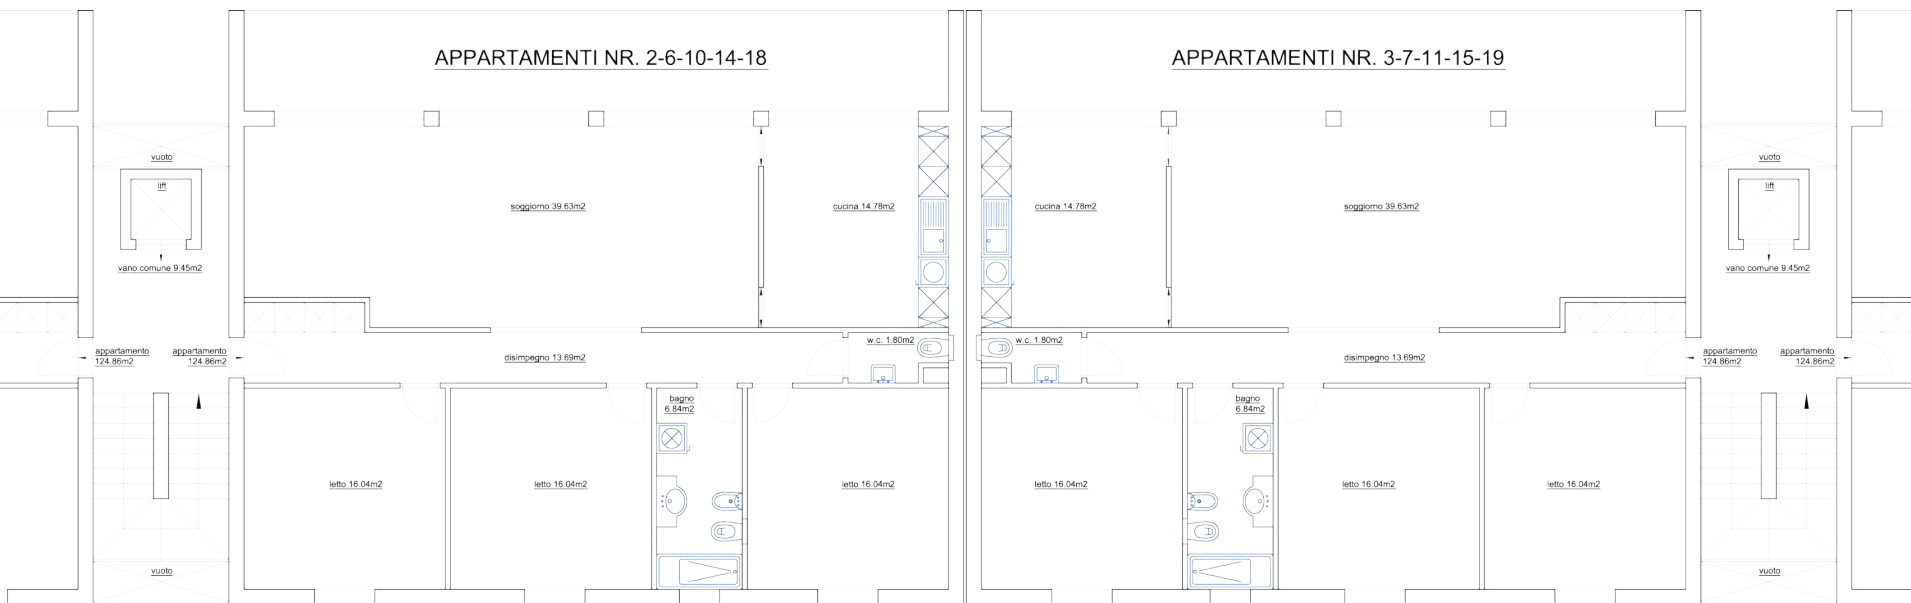 APPARTAMENTI NR. 2-6-10-14-18
APPARTAMENTI NR. 3-7-11-15-19
vuoto
lift
vano comune 9.45m2
soggiorno 39.63m2
cucina 14.78m2
cucina 14.78m2
soggiorno 39.63m2
vuoto
lift
vano comune 9.45m2
appartamento
124.86m2
appartamento
124.86m2
disimpegno 13.69m2
w.c. 1.80m2
w.c. 1.80m2
disimpegno 13.69m2
appartamento
124.86m2
appartamento
124.86m2
bagno
6.84m2
bagno
6.84m2
letto 16.04m2
letto 16.04m2
letto 16.04m2
letto 16.04m2
letto 16.04m2
letto 16.04m2
vuoto
vuoto